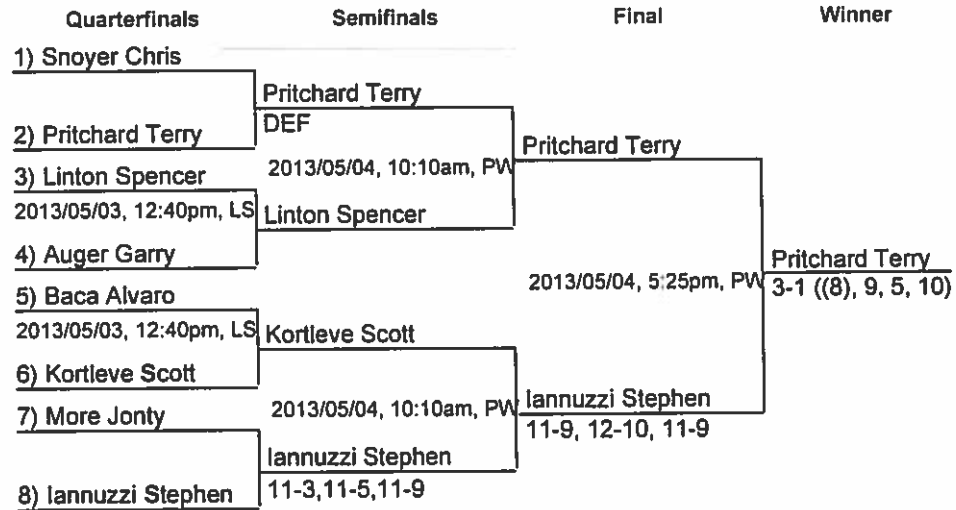 Quarterfinals Semifinals Final Winner
1) Snoyer Chris
Pritchard Terry
DEF
2) Pritchard Terry
Pritchard Terry
2013/05/04, 10:10am, PW
3) Linton Spencer
2013/05/03, 12:40pm, LS
Linton Spencer
4) Auger Garry
Pritchard Terry
2013/05/04, 5:25pm, PW
3-1 ((8), 9, 5, 10)
5) Baca Alvaro
2013/05/03, 12:40pm, LS
Kortleve Scott
6) Kortleve Scott
Iannuzzi Stephen
2013/05/04, 10:10am, PW
11-9, 12-10, 11-9
7) More Jonty
Iannuzzi Stephen
11-3,11-5,11-9
8) Iannuzzi Stephen